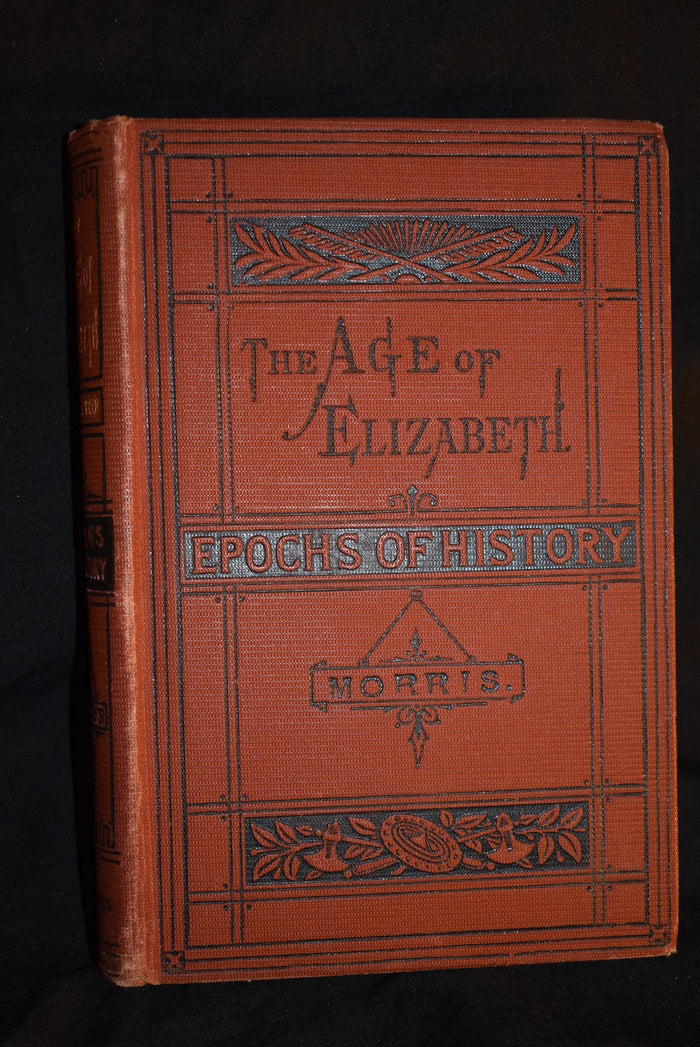 THE AGE OF
ELIZABETH
EPOCHS OF HISTORY
MORRIS.